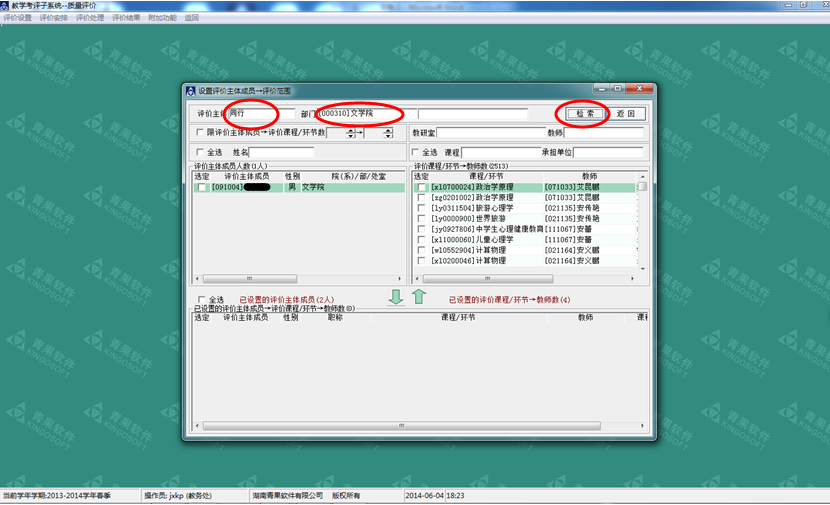 教学考评子系统--质量评价
评价设置 评价安排 评价处理 评价结果 附加功能 返回
设置评价主体成员→评价范围
评价主体 同行 部门 [000310]文学院 检索 返回
限评价主体成员→评价课程/环节数 → 教研室 教师
全选 姓名 全选 课程 承担单位
评价主体成员人数(1人) 评价课程/环节→教师数(2513)
选定 评价主体成员 性别 院(系)/部/处室 选定 课程/环节 教师
[091004] 男 文学院 [x10700024]政治学原理 [071033]艾昆鹏
[zg0201002]政治学原理 [071033]艾昆鹏
[ly0311504]旅游心理学 [021135]安传艳
[ly0000900]世界旅游 [021135]安传艳
[jy0927806]中学生心理健康教育 [111067]安蕾
[x111000060]儿童心理学 [111067]安蕾
[wl0552904]计算物理 [021164]安义鹏
[x10200046]计算物理 [021164]安义鹏
全选 已设置的评价主体成员(2人) 已设置的评价课程/环节→教师数(4)
已设置的评价主体成员→评价课程/环节→教师数(0)
选定 评价主体成员 性别 职称 课程/环节 教师 课程
当前学年学期:2013-2014学年春季 操作员: jxkp (教务处) 湖南青果软件有限公司 版权所有 2014-06-04 18:23
青果软件
KINGOSOFT